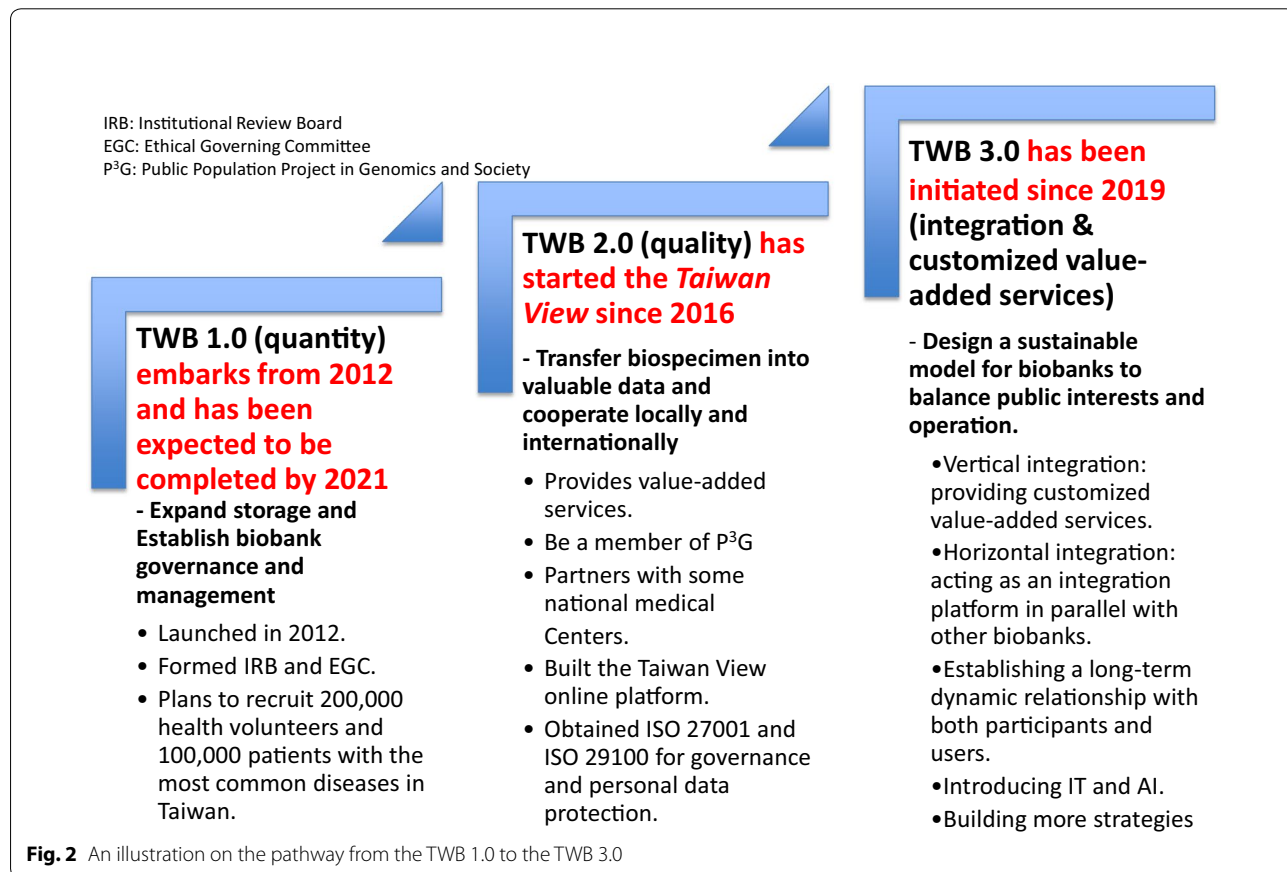 IRB: Institutional Review Board
EGC: Ethical Governing Committee
P³G: Public Population Project in Genomics and Society
TWB 1.0 (quantity)
embarks from 2012
and has been
expected to be
completed by 2021
- Expand storage and
Establish biobank
governance and
management
• Launched in 2012.
• Formed IRB and EGC.
• Plans to recruit 200,000
health volunteers and
100,000 patients with the
most common diseases in
Taiwan.
TWB 2.0 (quality) has
started the Taiwan
View since 2016
- Transfer biospecimen into
valuable data and
cooperate locally and
internationally
• Provides value-added
services.
• Be a member of P³G
• Partners with some
national medical
Centers.
• Built the Taiwan View
online platform.
• Obtained ISO 27001 and
ISO 29100 for governance
and personal data
protection.
TWB 3.0 has been
initiated since 2019
(integration &
customized value-
added services)
- Design a sustainable
model for biobanks to
balance public interests and
operation.
•Vertical integration:
providing customized
value-added services.
•Horizontal integration:
acting as an integration
platform in parallel with
other biobanks.
•Establishing a long-term
dynamic relationship with
both participants and
users.
•Introducing IT and AI.
•Building more strategies
Fig. 2 An illustration on the pathway from the TWB 1.0 to the TWB 3.0